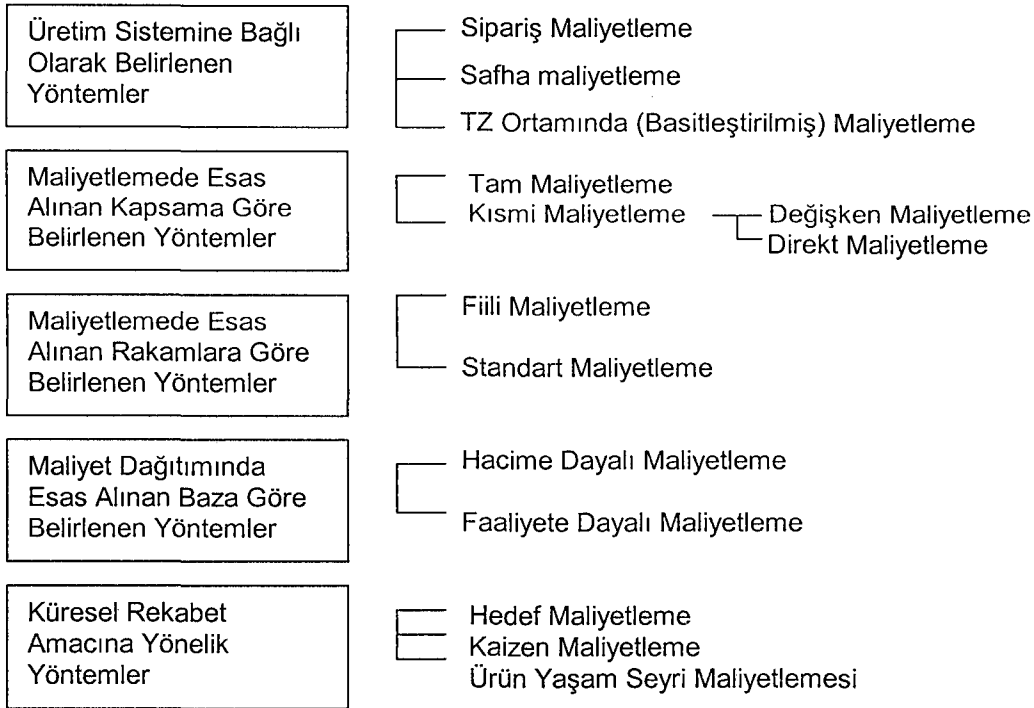 Üretim Sistemine Bağlı
Olarak Belirlenen
Yöntemler
Sipariş Maliyetleme
Safha maliyetleme
TZ Ortamında (Basitleştirilmiş) Maliyetleme
Maliyetlemede Esas
Alınan Kapsama Göre
Belirlenen Yöntemler
Tam Maliyetleme
Kısmi Maliyetleme
Değişken Maliyetleme
Direkt Maliyetleme
Maliyetlemede Esas
Alınan Rakamlara Göre
Belirlenen Yöntemler
Fiili Maliyetleme
Standart Maliyetleme
Maliyet Dağıtımında
Esas Alınan Baza Göre
Belirlenen Yöntemler
Hacime Dayalı Maliyetleme
Faaliyete Dayalı Maliyetleme
Küresel Rekabet
Amacına Yönelik
Yöntemler
Hedef Maliyetleme
Kaizen Maliyetleme
Ürün Yaşam Seyri Maliyetlemesi